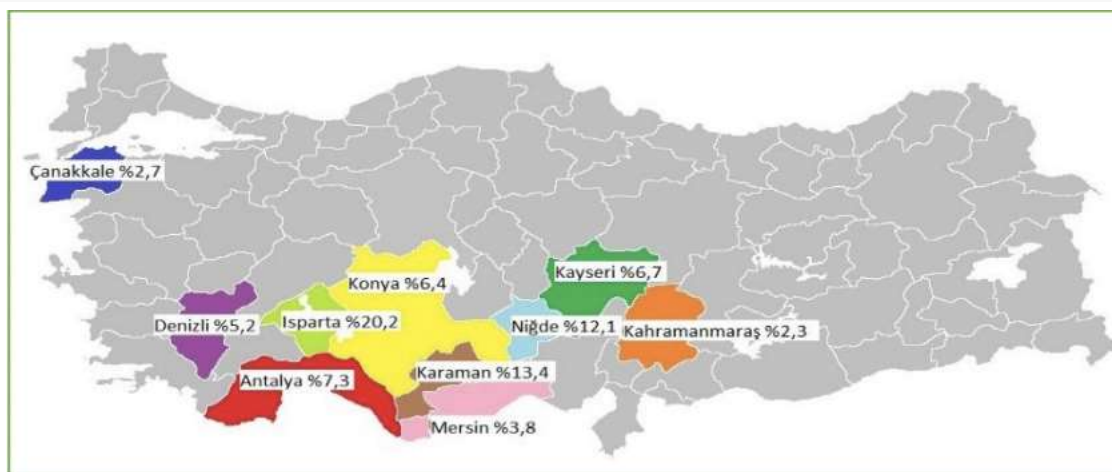 Çanakkale %2,7
Kayseri %6,7
Konya %6,4
Denizli %5,2
Isparta %20,2
Niğde %12,1
Kahramanmaraş %2,3
Antalya %7,3
Karaman %13,4
Mersin %3,8